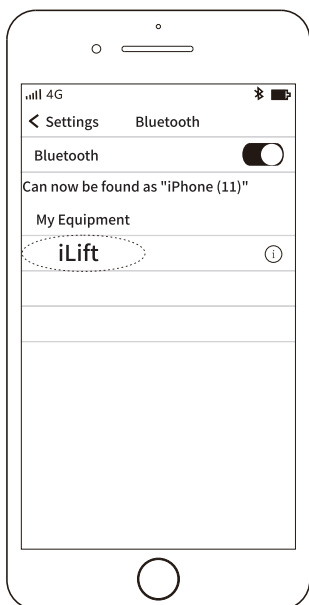 4G
Settings Bluetooth
Bluetooth
Can now be found as "iPhone (11)"
My Equipment
iLift
i